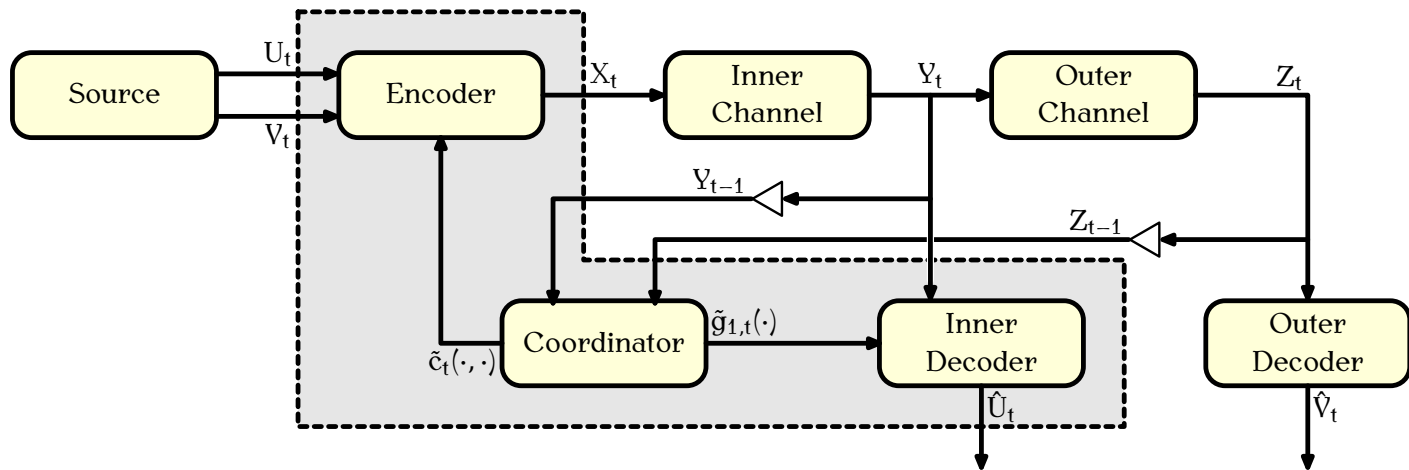 U_t
V_t
Source
Encoder
X_t
Inner
Channel
Y_t
Outer
Channel
Z_t
Y_{t−1}
Z_{t−1}
c̃_t(·,·)
Coordinator
g̃_{1,t}(·)
Inner
Decoder
Outer
Decoder
Û_t
V̂_t